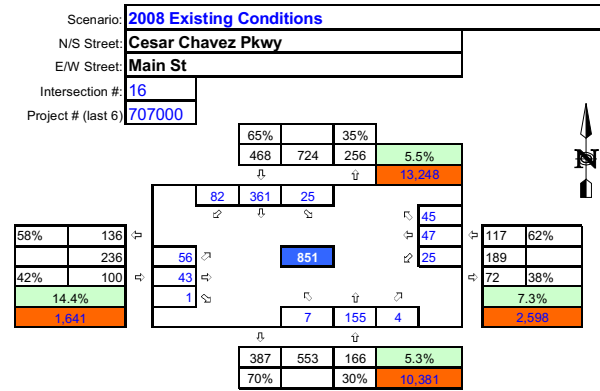 Scenario: 2008 Existing Conditions
N/S Street: Cesar Chavez Pkwy
E/W Street: Main St
Intersection #: 16
Project # (last 6) 707000
N
65% 35%
468 724 256 5.5%
⇩ ⇧ 13,248
82 361 25
⬃ ⇩ ⬂
⬁ 45
58% 136 ⇦ ⇦ 47 ⇦ 117 62%
236 56 ⬀ 851 ⬃ 25 189
42% 100 ⇨ 43 ⇨ ⇨ 72 38%
14.4% 1 ⬂ ⬁ ⇧ ⬀ 7.3%
1,641 7 155 4 2,598
⇩ ⇧
387 553 166 5.3%
70% 30% 10,381